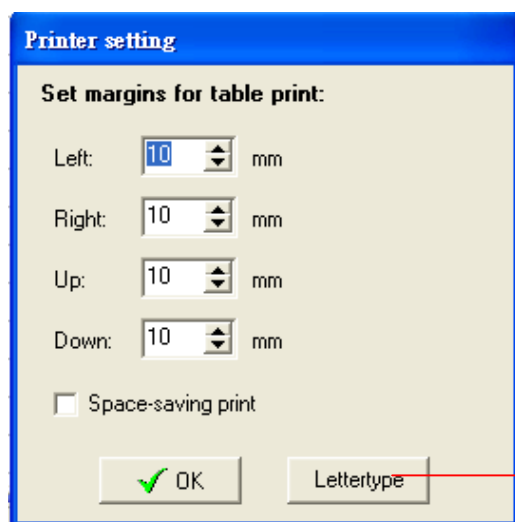 Printer setting
Set margins for table print:
Left: 10 mm
Right: 10 mm
Up: 10 mm
Down: 10 mm
Space-saving print
OK Lettertype